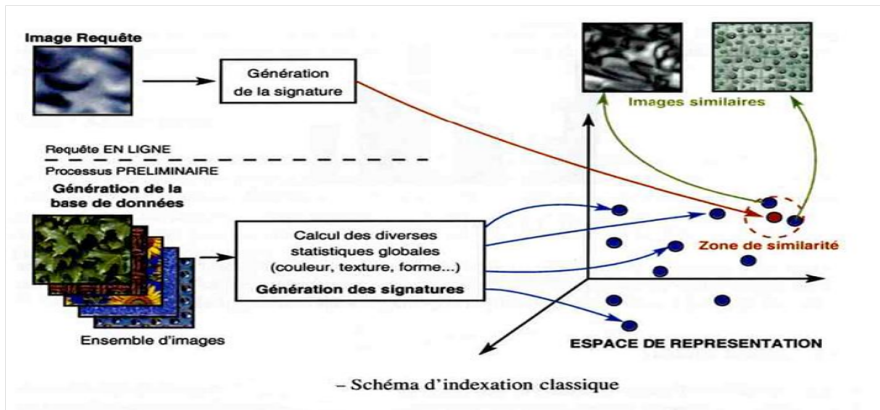 Image Requête
Génération
de la signature
Images similaires
Requête EN LIGNE
Processus PRELIMINAIRE
Génération de la
base de données
Calcul des diverses
statistiques globales
(couleur, texture, forme...)
Génération des signatures
Zone de similarité
Ensemble d'images
ESPACE DE REPRESENTATION
– Schéma d'indexation classique